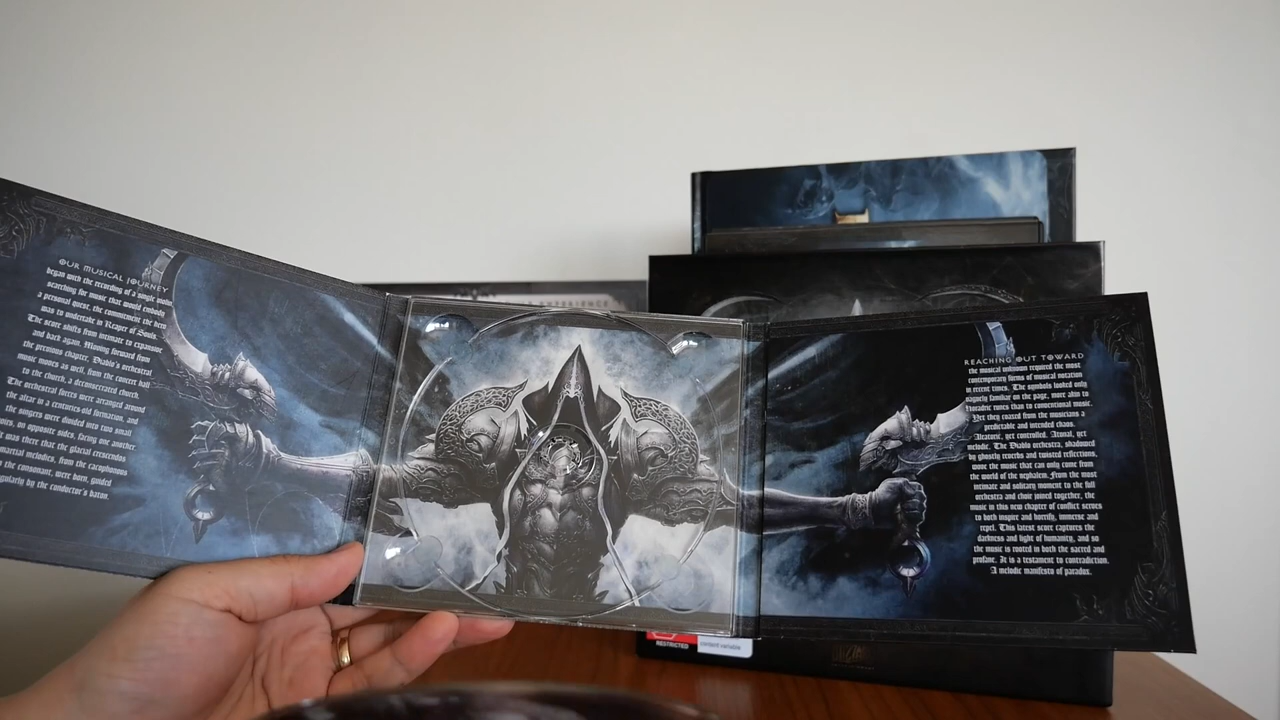 OUR MUSICAL JOURNEY
began with the recording of a single violin
searching for music that would embody
a personal quest, the commitment the hero
was to undertake in Reaper of Souls.
The score shifts from intimate to expansive
and back again. Moving forward from
the previous chapter, Diablo's orchestral
music moves as well, from the concert hall
to the church, a deconsecrated church.
The orchestral forces were arranged around
the altar in a centuries-old formation, and
the singers were divided into two small
on opposite sides, facing one another.
was there that the glacial crescendos
martial melodies, from the cacophonous
the consonant, were born, guided
by the conductor's baton.
EXPERIENCE
REACHING OUT TOWARD
the musical unknown required the most
contemporary forms of musical notation
in recent times. The symbols looked only
vaguely familiar on the page, more akin to
Horadric runes than to conventional music.
Yet they coaxed from the musicians a
predictable and intended chaos.
Aleatoric, yet controlled. Atonal, yet
melodic. The Diablo orchestra, shadowed
by ghostly reverbs and twisted reflections,
wove the music that can only come from
the world of the nephalem. From the most
intimate and solitary moment to the full
orchestra and choir joined together, the
music in this new chapter of conflict serves
to both inspire and horrify, immerse and
repel. This latest score captures the
darkness and light of humanity, and so
the music is rooted in both the sacred and
profane. It is a testament to contradiction.
A melodic manifesto of paradox.
RESTRICTED
content variable